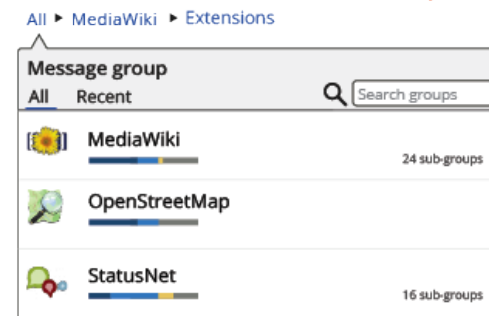 All ▸ MediaWiki ▸ Extensions
Message group
All Recent Search groups
MediaWiki
24 sub-groups
OpenStreetMap
StatusNet
16 sub-groups